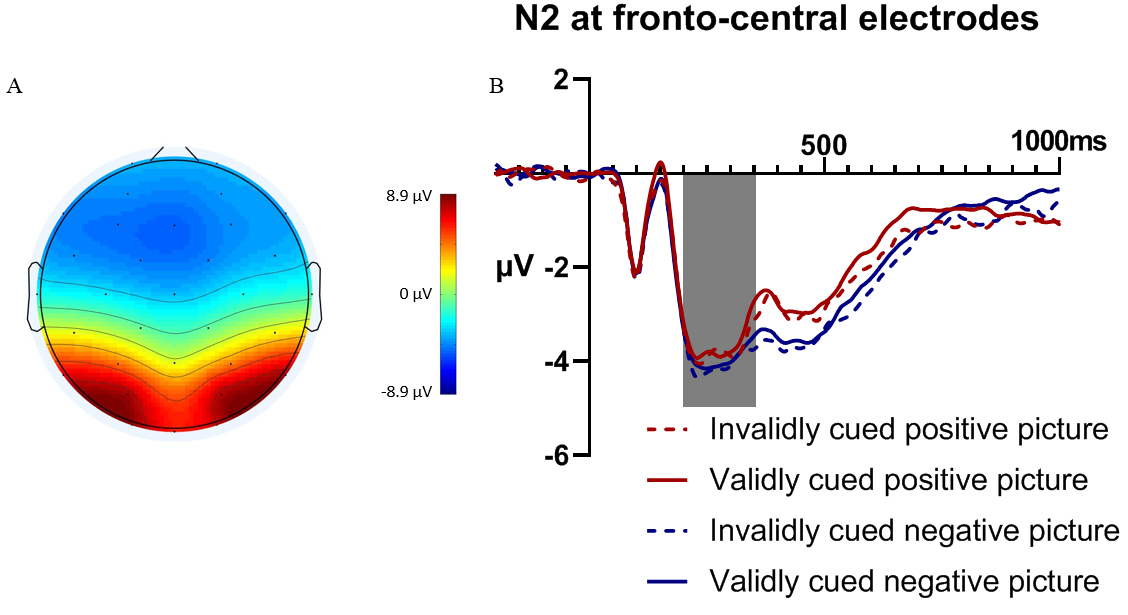 N2 at fronto-central electrodes
A
8.9 µV
0 µV
-8.9 µV
B
2
500
1000ms
µV
-2
-4
-6
Invalidly cued positive picture
Validly cued positive picture
Invalidly cued negative picture
Validly cued negative picture